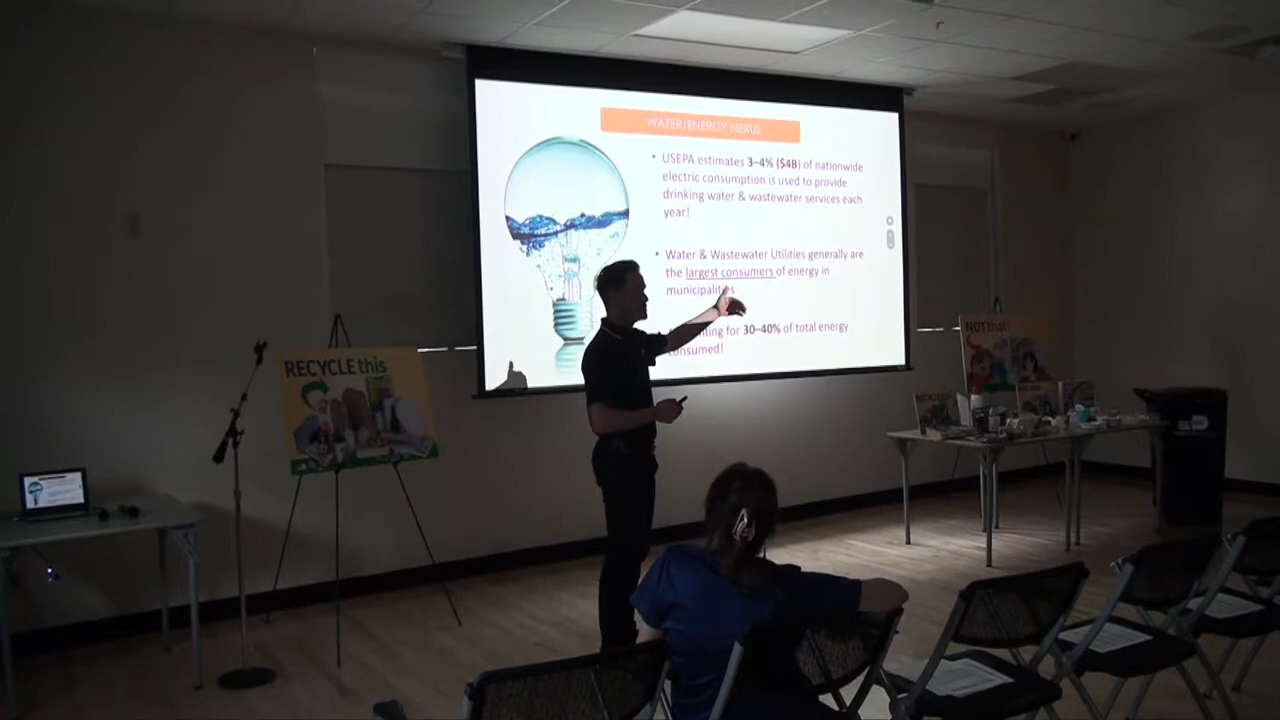 WATER/ENERGY NEXUS
• USEPA estimates 3–4% ($4B) of nationwide
electric consumption is used to provide
drinking water & wastewater services each
year!
• Water & Wastewater Utilities generally are
the largest consumers of energy in
municipalities
30–40% of total energy
consumed!
RECYCLE this
NOT that!